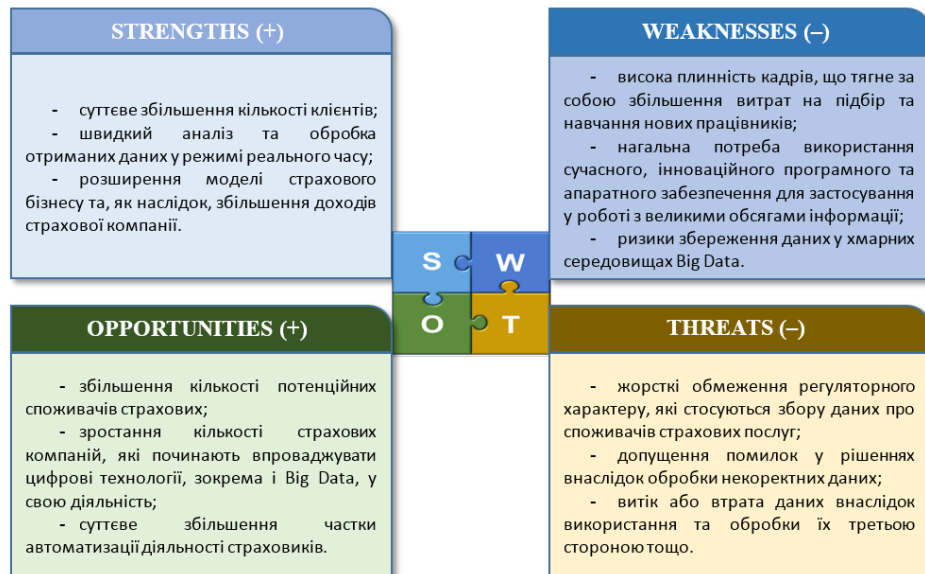 STRENGTHS (+)
- суттєве збільшення кількості клієнтів;
- швидкий аналіз та обробка
отриманих даних у режимі реального часу;
- розширення моделі страхового
бізнесу та, як наслідок, збільшення доходів
страхової компанії.
WEAKNESSES (–)
- висока плинність кадрів, що тягне за
собою збільшення витрат на підбір та
навчання нових працівників;
- нагальна потреба використання
сучасного, інноваційного програмного та
апаратного забезпечення для застосування
у роботі з великими обсягами інформації;
- ризики збереження даних у хмарних
середовищах Big Data.
S W
O T
OPPORTUNITIES (+)
- збільшення кількості потенційних
споживачів страхових;
- зростання кількості страхових
компаній, які починають впроваджувати
цифрові технології, зокрема і Big Data, у
свою діяльність;
- суттєве збільшення частки
автоматизації діяльності страховиків.
THREATS (–)
- жорсткі обмеження регуляторного
характеру, які стосуються збору даних про
споживачів страхових послуг;
- допущення помилок у рішеннях
внаслідок обробки некоректних даних;
- витік або втрата даних внаслідок
використання та обробки їх третьою
стороною тощо.